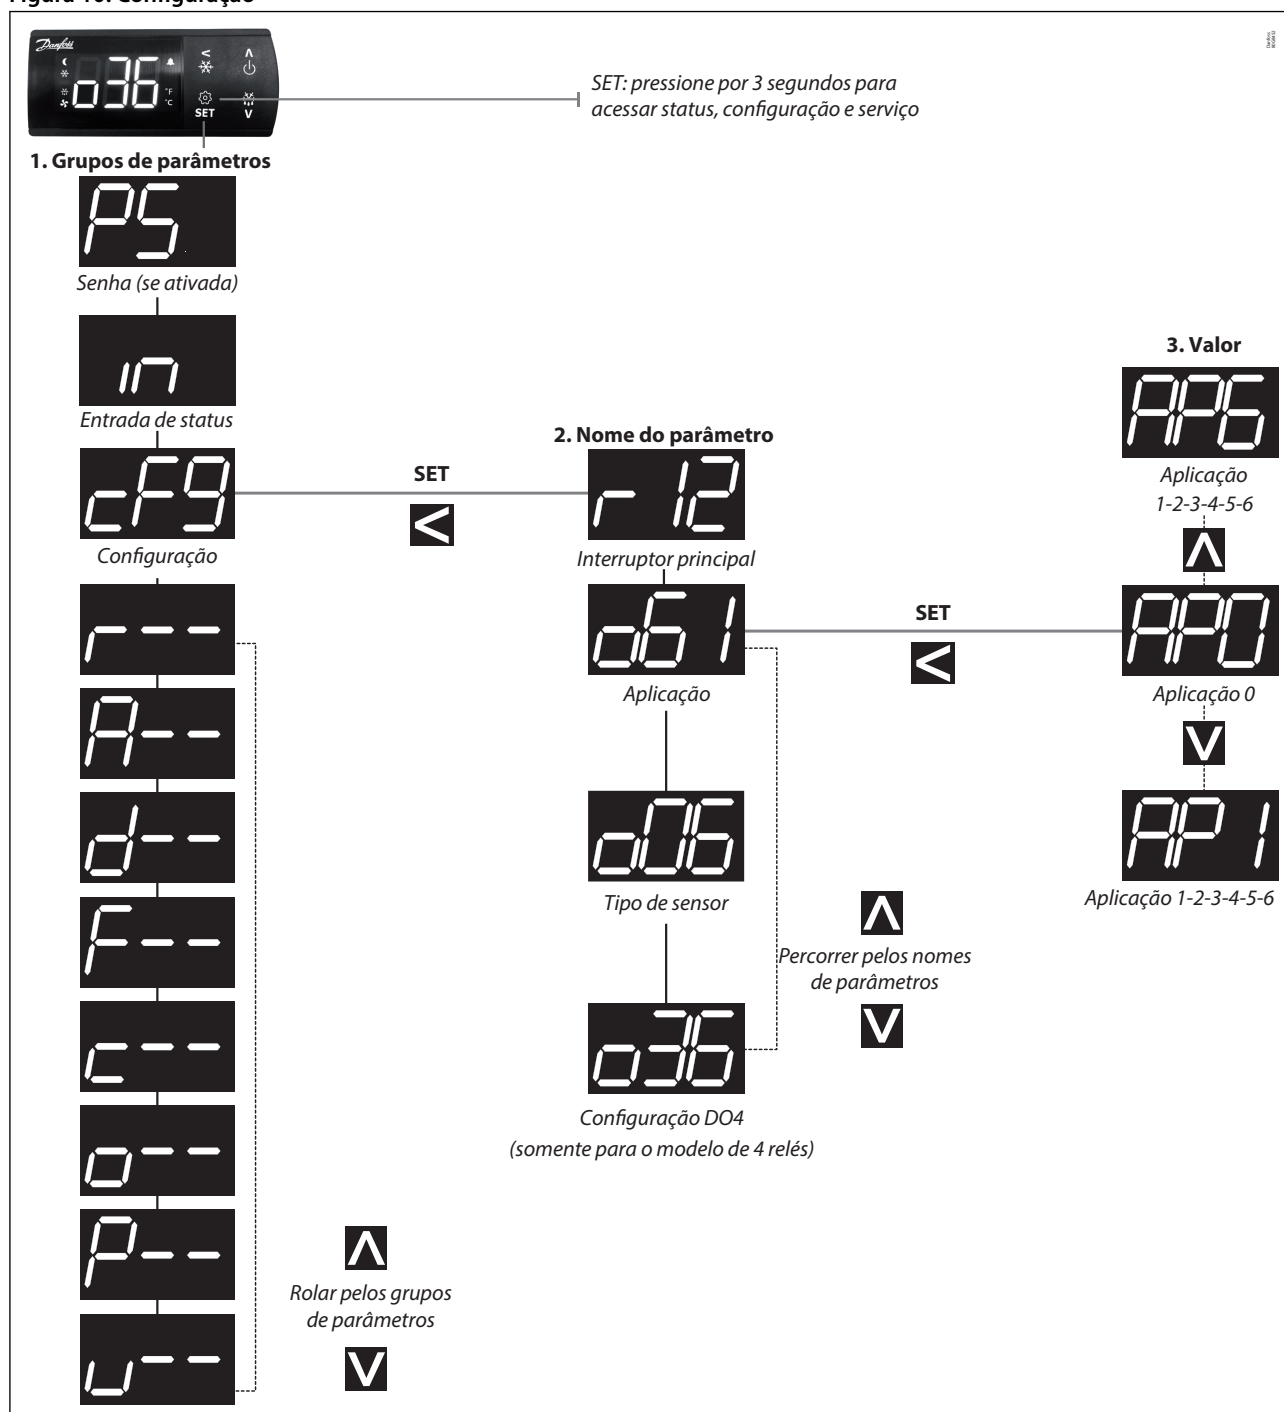 Figura 10: Configuração
Danfoss
o36
°F
°C
SET
SET: pressione por 3 segundos para
acessar status, configuração e serviço
1. Grupos de parâmetros
PS
Senha (se ativada)
in
Entrada de status
cFg
Configuração
r--
A--
d--
F--
c--
o--
P--
u--
SET
<
Rolar pelos grupos
de parâmetros
2. Nome do parâmetro
r12
Interruptor principal
o61
Aplicação
o06
Tipo de sensor
o36
Configuração DO4
(somente para o modelo de 4 relés)
Percorrer pelos nomes
de parâmetros
SET
<
3. Valor
AP6
Aplicação
1-2-3-4-5-6
AP0
Aplicação 0
AP1
Aplicação 1-2-3-4-5-6